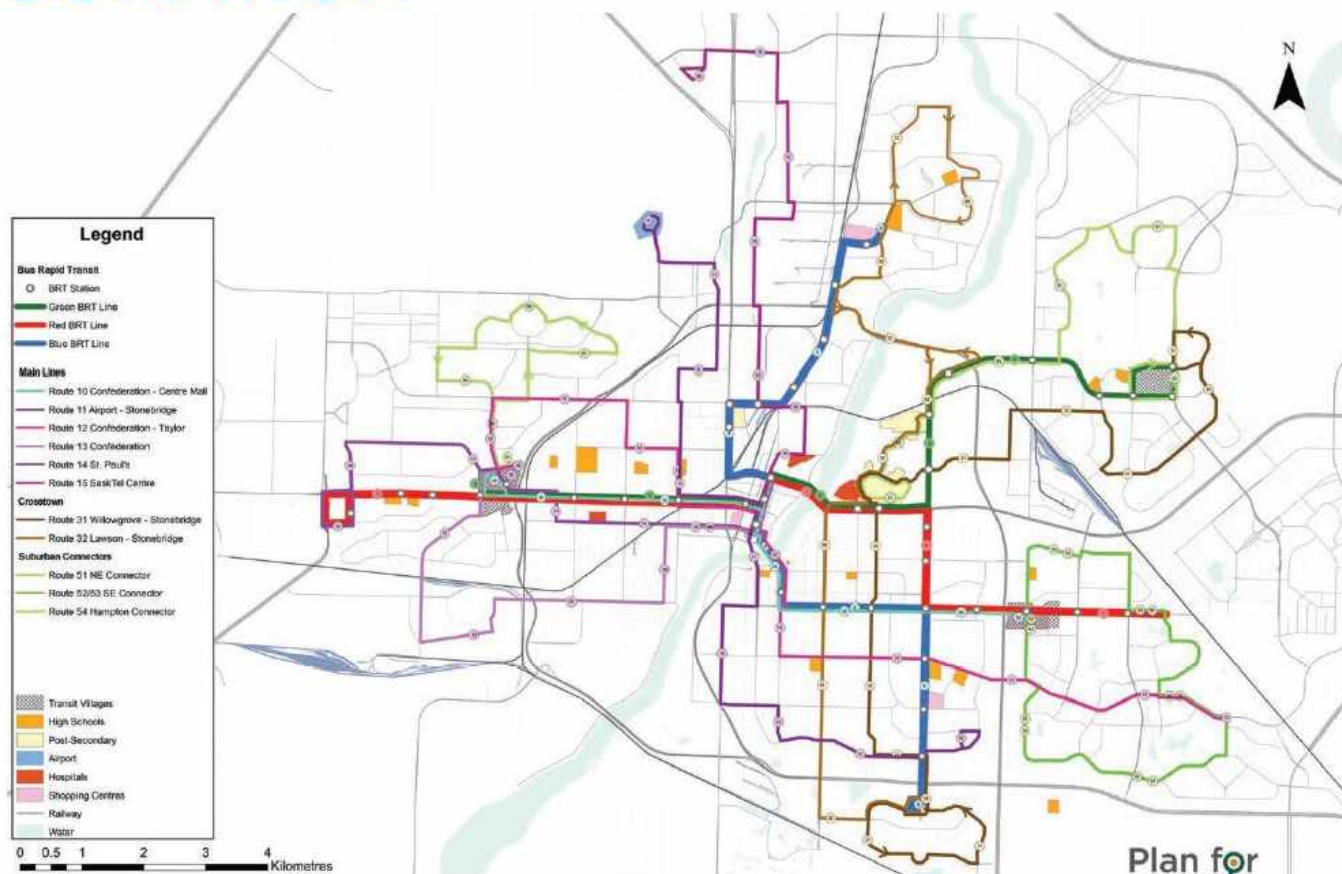 N
Legend
Bus Rapid Transit
BRT Station
Green BRT Line
Red BRT Line
Blue BRT Line
Main Lines
Route 10 Confederation - Centre Mall
Route 11 Airport - Stonebridge
Route 12 Confederation - Taylor
Route 13 Confederation
Route 14 St. Paul's
Route 15 SaskTel Centre
Crosstown
Route 31 Willowgrove - Stonebridge
Route 32 Lawson - Stonebridge
Suburban Connectors
Route 51 NE Connector
Route 52/53 SE Connector
Route 54 Hampton Connector
Transit Villages
High Schools
Post-Secondary
Airport
Hospitals
Shopping Centres
Railway
Water
0 0.5 1 2 3 4
Kilometres
Plan for